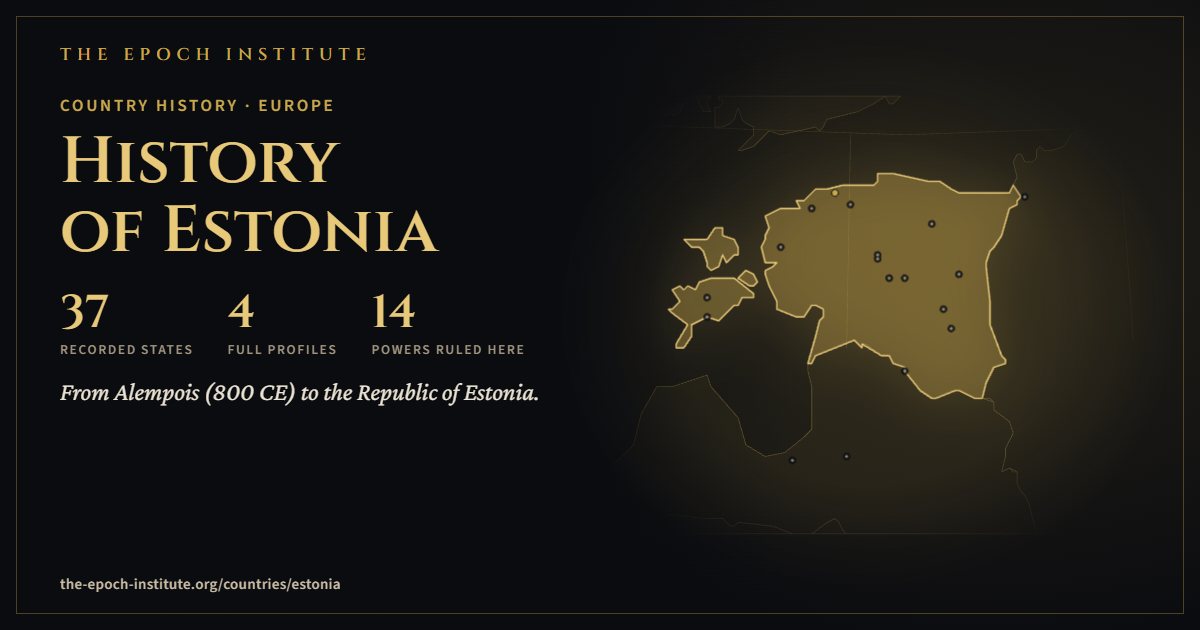 THE EPOCH INSTITUTE
COUNTRY HISTORY · EUROPE
History
of Estonia
37 4 14
RECORDED STATES FULL PROFILES POWERS RULED HERE
From Alempois (800 CE) to the Republic of Estonia.
the-epoch-institute.org/countries/estonia